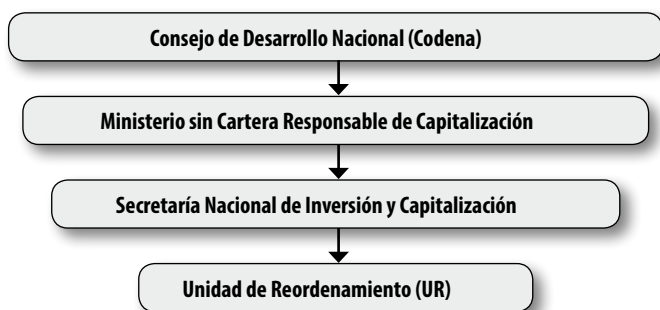 Consejo de Desarrollo Nacional (Codena)
Ministerio sin Cartera Responsable de Capitalización
Secretaría Nacional de Inversión y Capitalización
Unidad de Reordenamiento (UR)